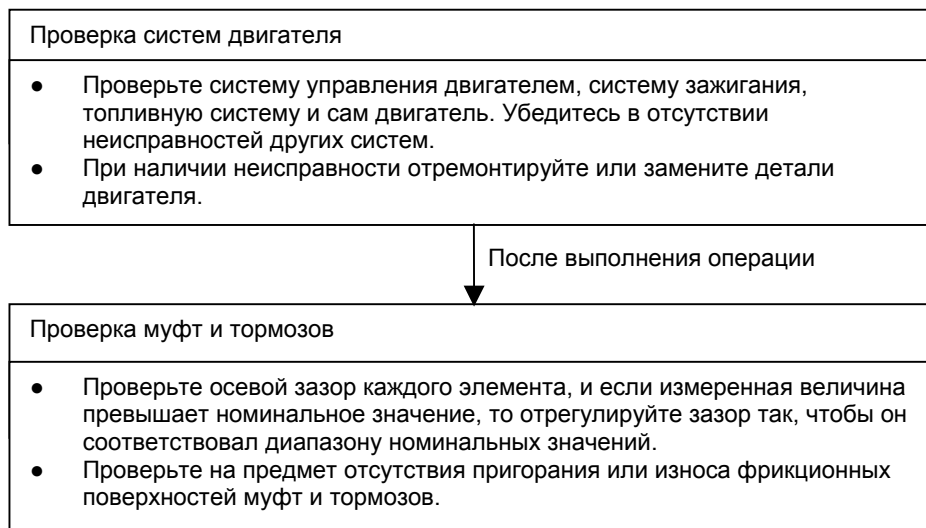 Проверка систем двигателя
● Проверьте систему управления двигателем, систему зажигания,
топливную систему и сам двигатель. Убедитесь в отсутствии
неисправностей других систем.
● При наличии неисправности отремонтируйте или замените детали
двигателя.
После выполнения операции
Проверка муфт и тормозов
● Проверьте осевой зазор каждого элемента, и если измеренная величина
превышает номинальное значение, то отрегулируйте зазор так, чтобы он
соответствовал диапазону номинальных значений.
● Проверьте на предмет отсутствия пригорания или износа фрикционных
поверхностей муфт и тормозов.